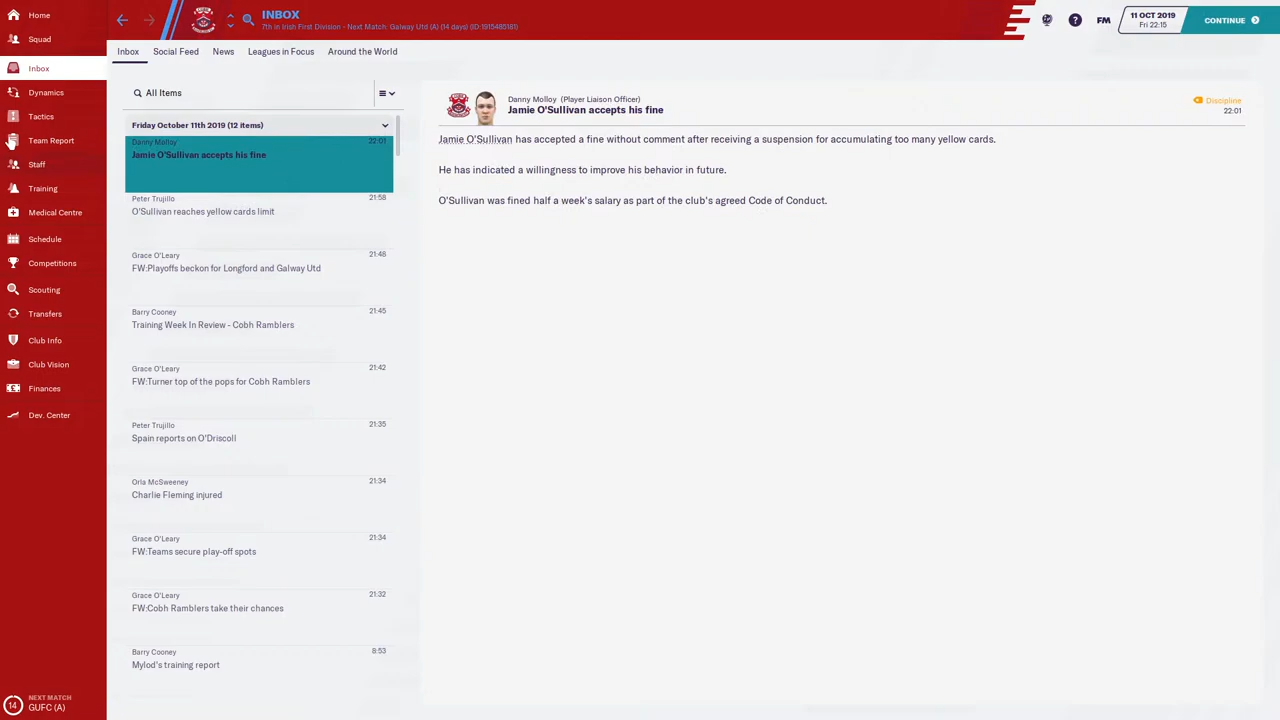 Home
Squad
Inbox
Dynamics
Tactics
Team Report
Staff
Training
Medical Centre
Schedule
Competitions
Scouting
Transfers
Club Info
Club Vision
Finances
Dev. Center
14
NEXT MATCH
GUFC (A)
INBOX
7th in Irish First Division - Next Match: Galway Utd (A) (14 days) (ID:1915485181)
?
FM
11 OCT 2019
Fri 22:15
CONTINUE
Inbox Social Feed News Leagues in Focus Around the World
All Items
Friday October 11th 2019 (12 items)
Danny Molloy 22:01
Jamie O'Sullivan accepts his fine
Peter Trujillo 21:58
O'Sullivan reaches yellow cards limit
Grace O'Leary 21:48
FW:Playoffs beckon for Longford and Galway Utd
Barry Cooney 21:45
Training Week In Review - Cobh Ramblers
Grace O'Leary 21:42
FW:Turner top of the pops for Cobh Ramblers
Peter Trujillo 21:35
Spain reports on O'Driscoll
Orla McSweeney 21:34
Charlie Fleming injured
Grace O'Leary 21:34
FW:Teams secure play-off spots
Grace O'Leary 21:32
FW:Cobh Ramblers take their chances
Barry Cooney 8:53
Mylod's training report
Danny Molloy (Player Liaison Officer)
Jamie O'Sullivan accepts his fine
Discipline
22:01
Jamie O'Sullivan has accepted a fine without comment after receiving a suspension for accumulating too many yellow cards.
He has indicated a willingness to improve his behavior in future.
O'Sullivan was fined half a week's salary as part of the club's agreed Code of Conduct.